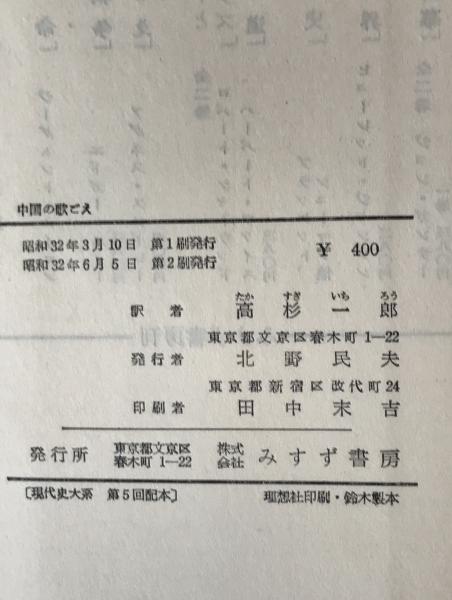 中国の歌ごえ
昭和32年3月10日 第1刷発行
昭和32年6月5日 第2刷発行
¥ 400
たか すぎ いち ろう
訳者 高杉一郎
東京都文京区春木町1—22
発行者 北野民夫
東京都新宿区改代町24
印刷者 田中末吉
発行所 東京都文京区春木町1—22 株式会社 みすず書房
〔現代史大系 第5回配本〕 理想社印刷・鈴木製本